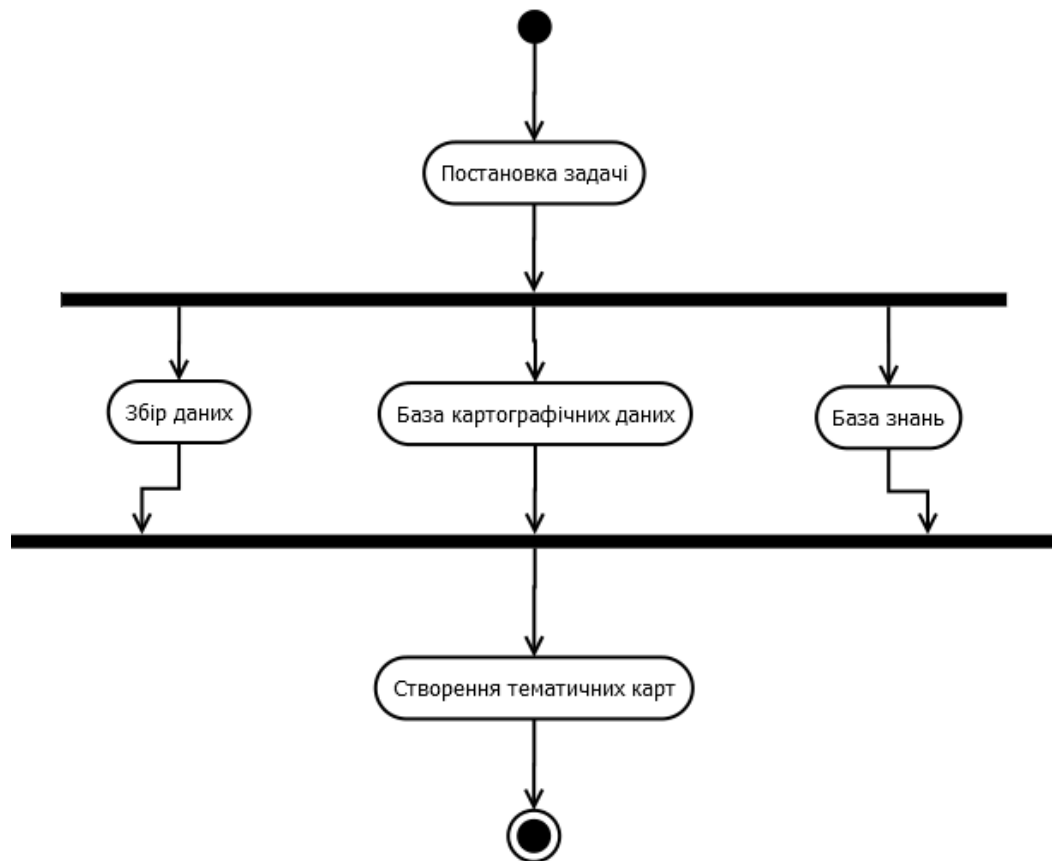 Постановка задачі
Збір даних
База картографічних даних
База знань
Створення тематичних карт